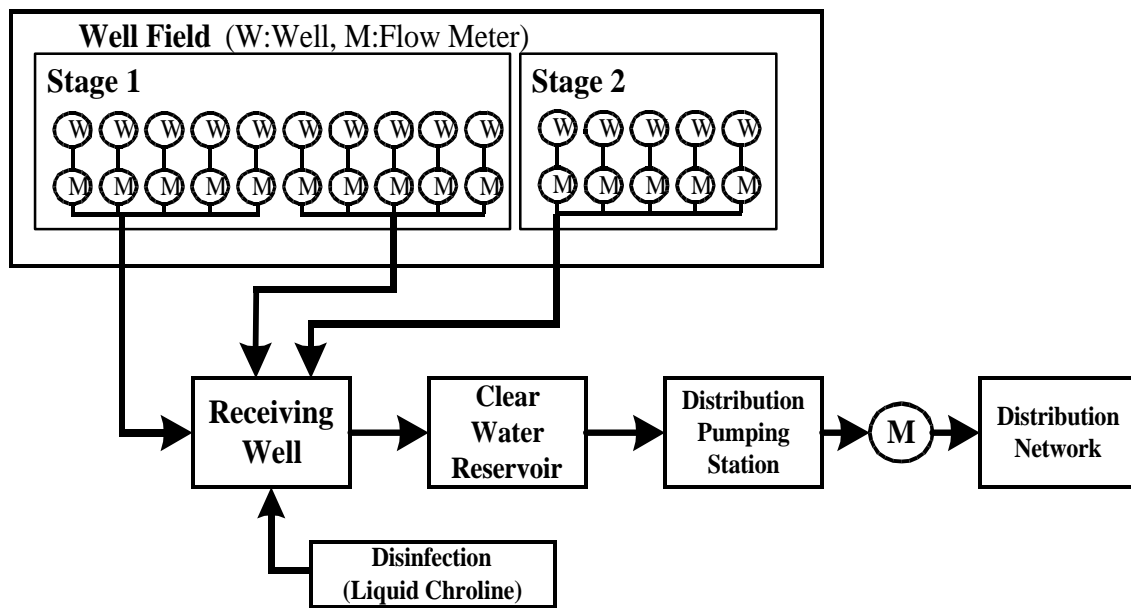 Well Field (W:Well, M:Flow Meter)
Stage 1
W W W W W W W W W W
M M M M M M M M M M
Stage 2
W W W W W
M M M M M
Receiving
Well
Clear
Water
Reservoir
Distribution
Pumping
Station
M
Distribution
Network
Disinfection
(Liquid Chroline)